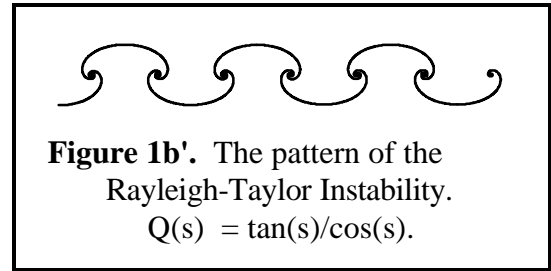 Figure 1b'. The pattern of the
Rayleigh-Taylor Instability.
Q(s) = tan(s)/cos(s).